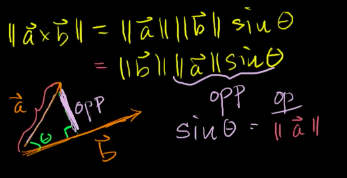 ‖a⃗ × b⃗‖ = ‖a⃗‖ ‖b⃗‖ sin θ
= ‖b⃗‖ ‖a⃗‖ sin θ
a⃗ opp opp op
θ b⃗ sin θ = ‖a⃗‖